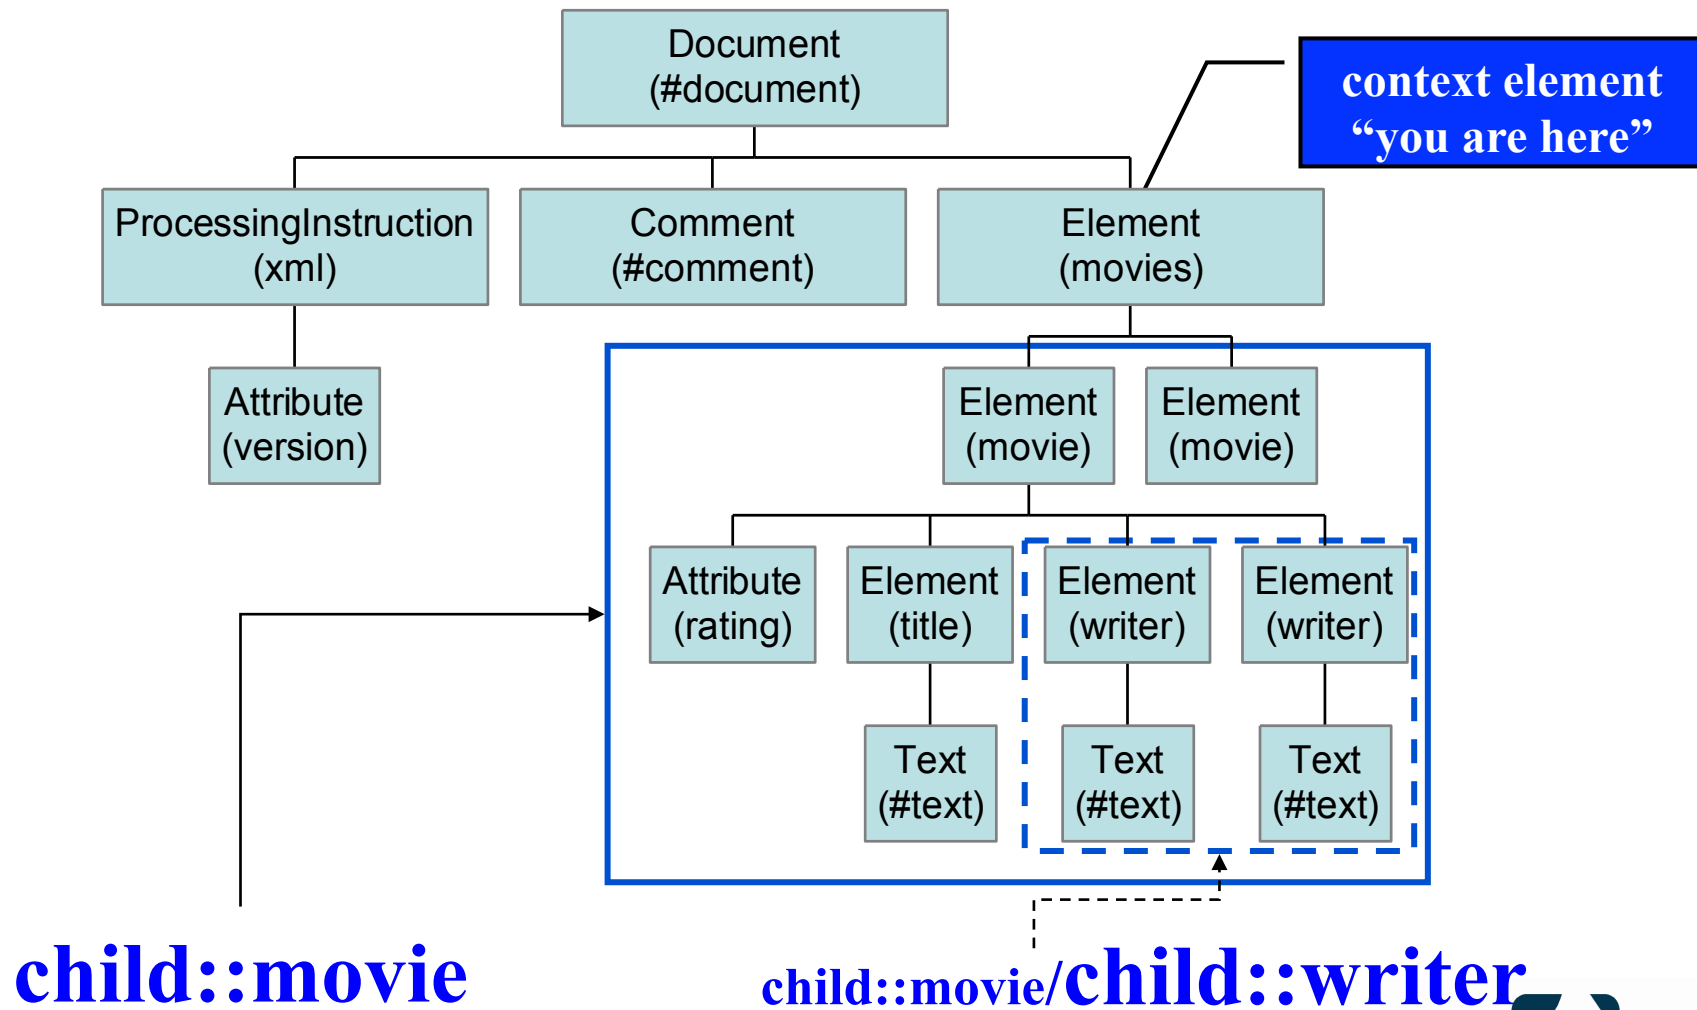 Document
(#document)
context element
“you are here”
ProcessingInstruction
(xml)
Comment
(#comment)
Element
(movies)
Attribute
(version)
Element
(movie)
Element
(movie)
Attribute
(rating)
Element
(title)
Element
(writer)
Element
(writer)
Text
(#text)
Text
(#text)
Text
(#text)
child::movie
child::movie/child::writer